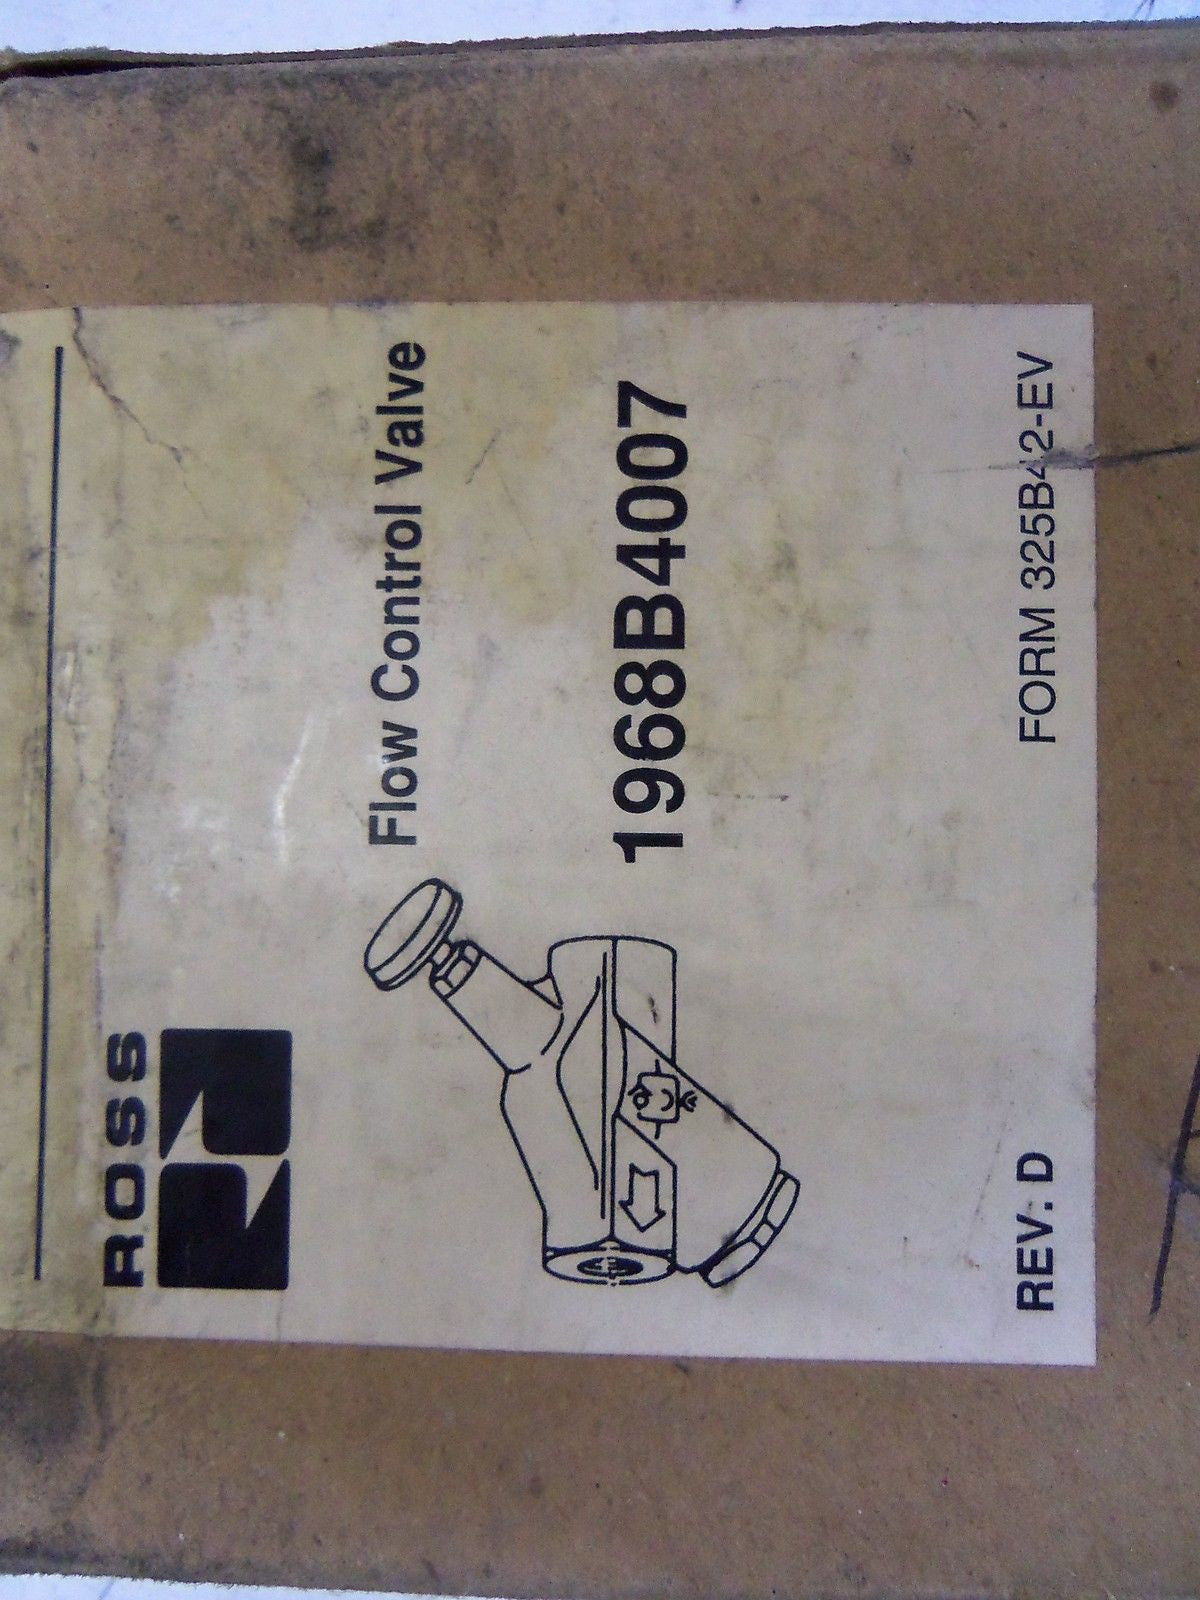 ROSS
Flow Control Valve
1968B4007
REV. D
FORM 325B42-EV